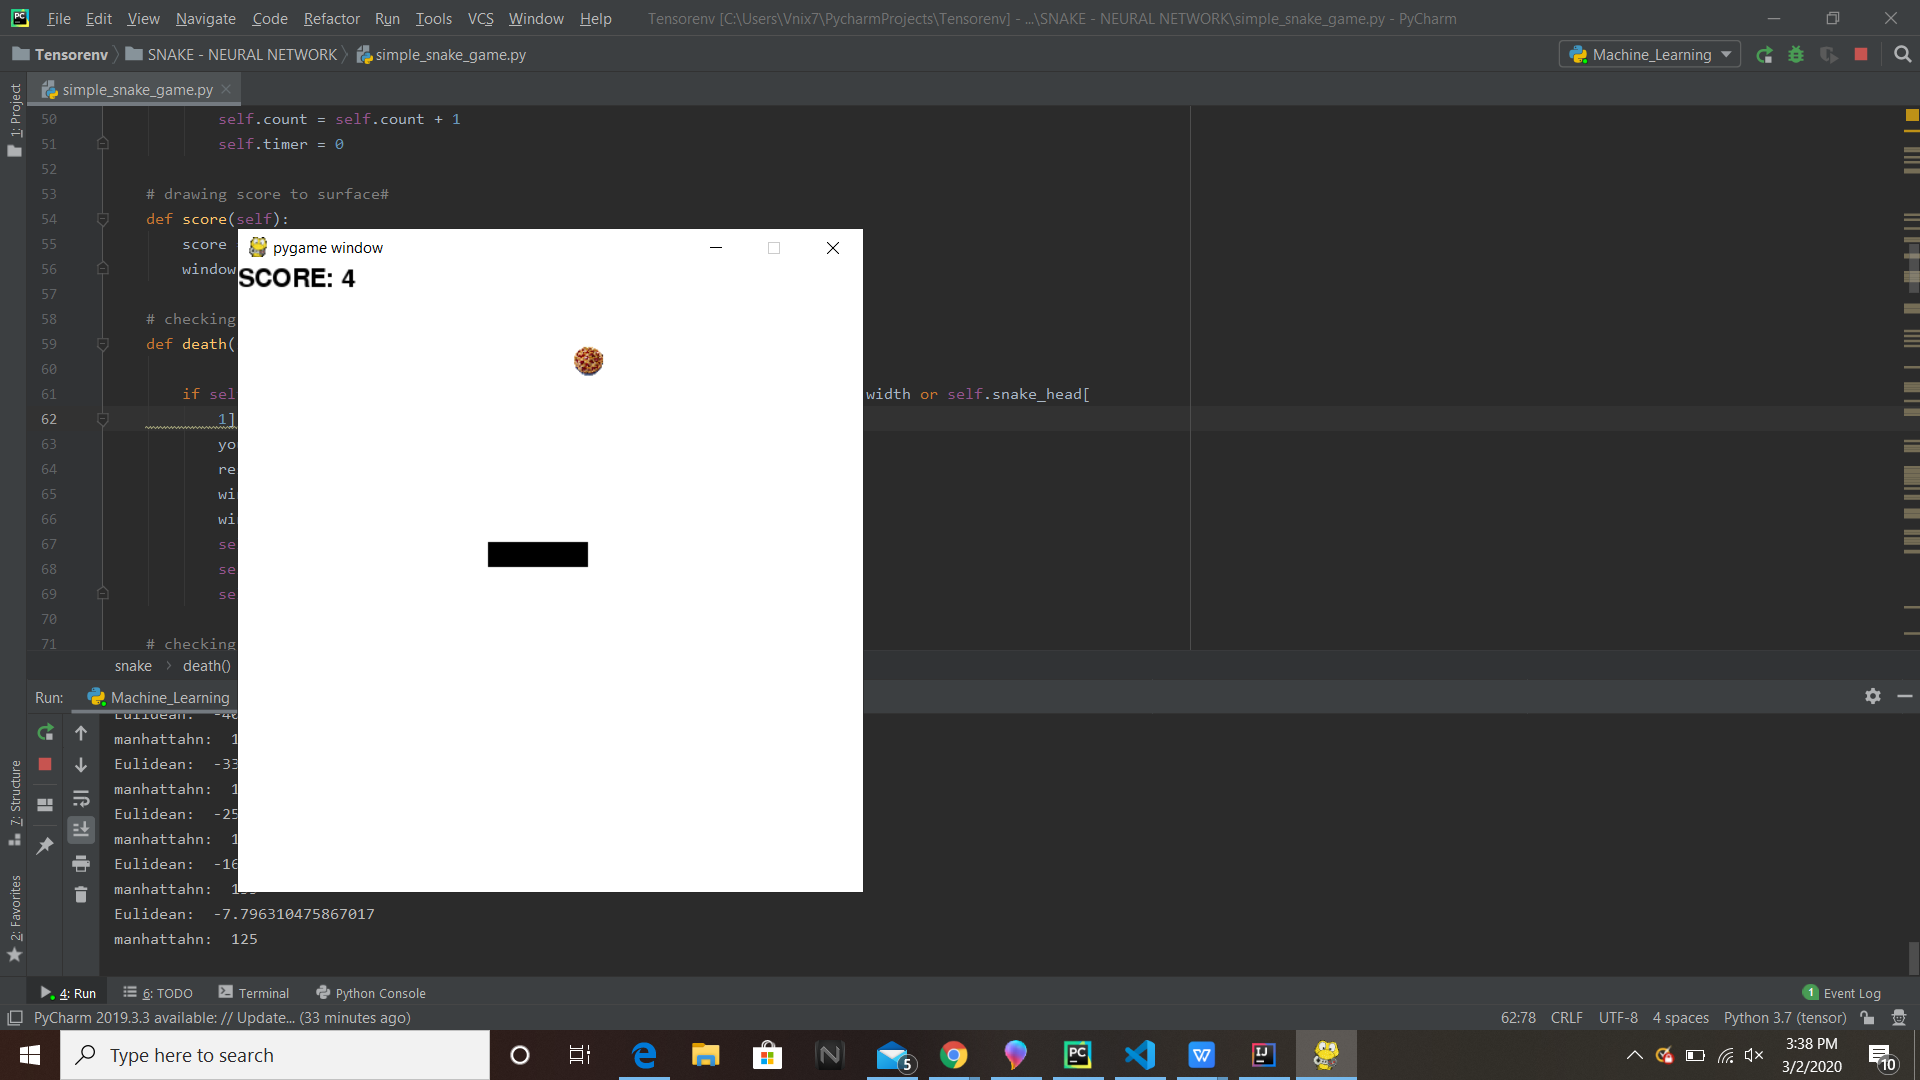 File Edit View Navigate Code Refactor Run Tools VCS Window Help Tensorenv [C:\Users\Vnix7\PycharmProjects\Tensorenv] - ...\SNAKE - NEURAL NETWORK\simple_snake_game.py - PyCharm
Tensorenv SNAKE - NEURAL NETWORK simple_snake_game.py Machine_Learning
simple_snake_game.py
1: Project
50 self.count = self.count + 1
51 self.timer = 0
52
53 # drawing score to surface#
54 def score(self):
55 score
56 window
57
58 # checking
59 def death(
60
61 if sel width or self.snake_head[
62 1]
63 yo
64 re
65 wi
66 wi
67 se
68 se
69 se
70
71 # checking
pygame window
SCORE: 4
snake death()
Run: Machine_Learning
Eulidean: -40
manhattahn: 1
Eulidean: -33
manhattahn: 1
Eulidean: -25
manhattahn: 1
Eulidean: -16
manhattahn: 1
Eulidean: -7.796310475867017
manhattahn: 125
7: Structure
2: Favorites
4: Run 6: TODO Terminal Python Console 1 Event Log
PyCharm 2019.3.3 available: // Update... (33 minutes ago) 62:78 CRLF UTF-8 4 spaces Python 3.7 (tensor)
Type here to search 5 3:38 PM
3/2/2020 10